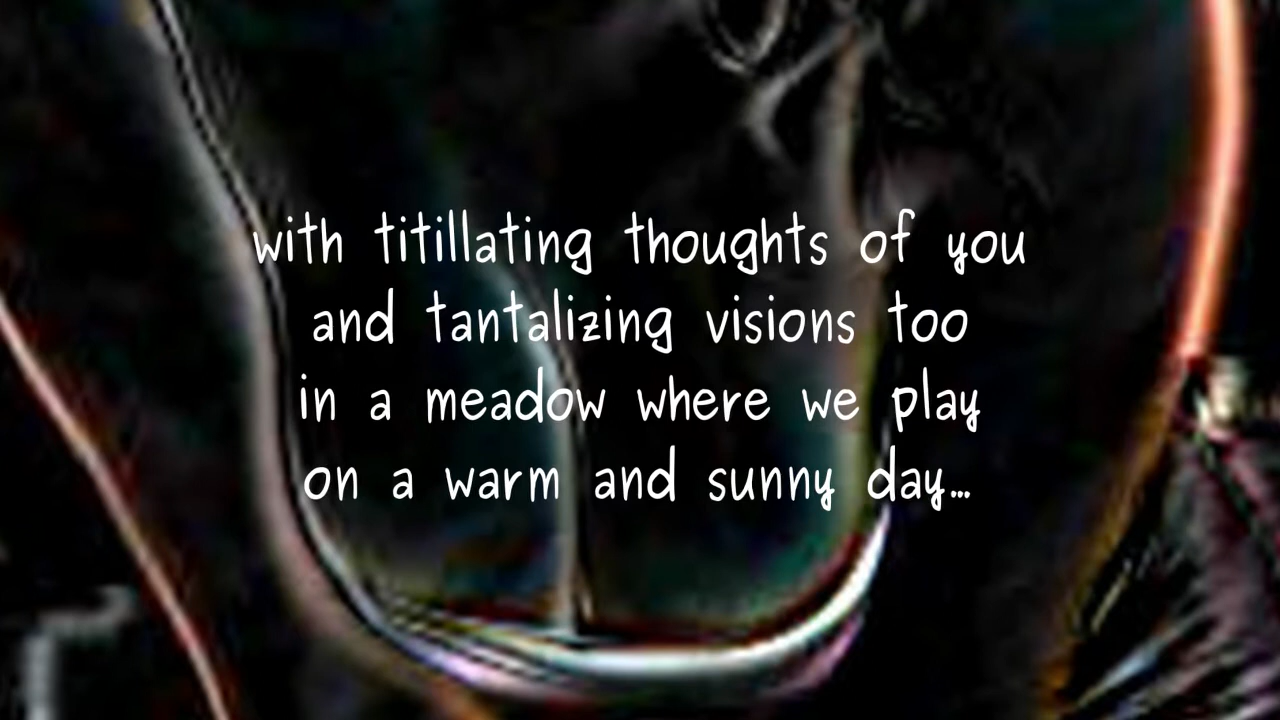 with titillating thoughts of you
and tantalizing visions too
in a meadow where we play
on a warm and sunny day...